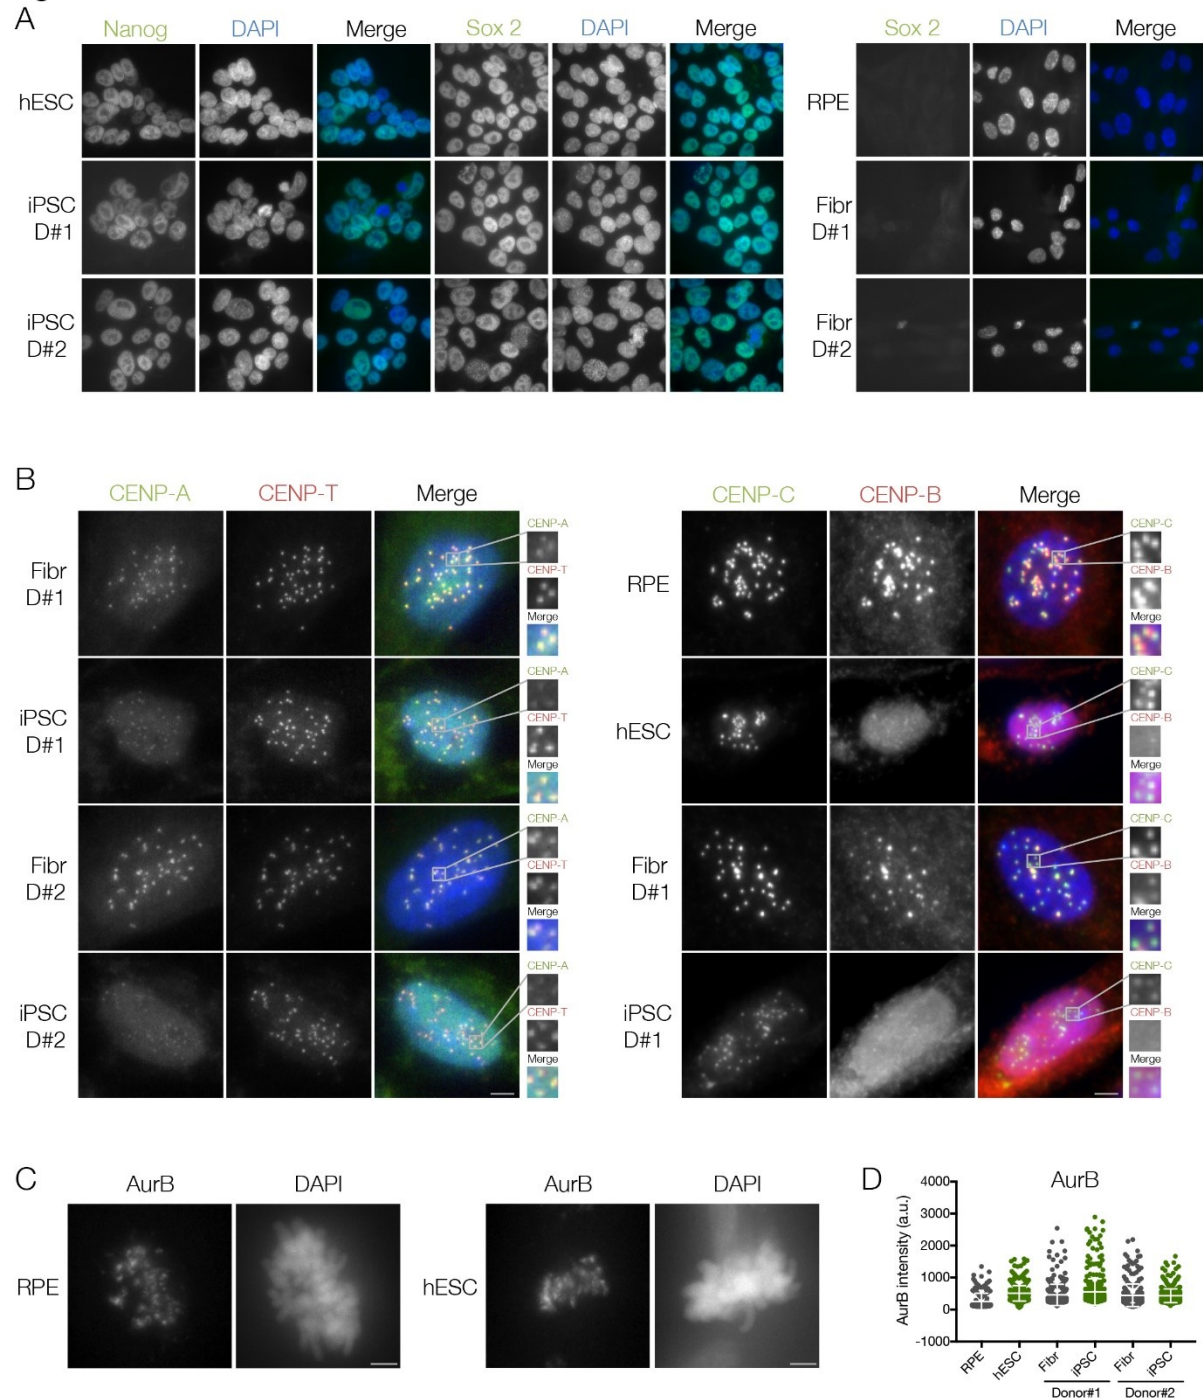 A
Nanog DAPI Merge Sox 2 DAPI Merge Sox 2 DAPI Merge
hESC
RPE
iPSC
D#1
Fibr
D#1
iPSC
D#2
Fibr
D#2
B
CENP-A CENP-T Merge
Fibr
D#1
CENP-A
CENP-T
Merge
iPSC
D#1
CENP-A
CENP-T
Merge
Fibr
D#2
CENP-A
CENP-T
Merge
iPSC
D#2
CENP-A
CENP-T
Merge
CENP-C CENP-B Merge
RPE
CENP-C
CENP-B
Merge
hESC
CENP-C
CENP-B
Merge
Fibr
D#1
CENP-C
CENP-B
Merge
iPSC
D#1
CENP-C
CENP-B
Merge
C
AurB DAPI AurB DAPI
RPE
hESC
D
AurB
AurB intensity (a.u.)
4000
3000
2000
1000
0
-1000
RPE hESC Fibr iPSC Fibr iPSC
Donor#1 Donor#2